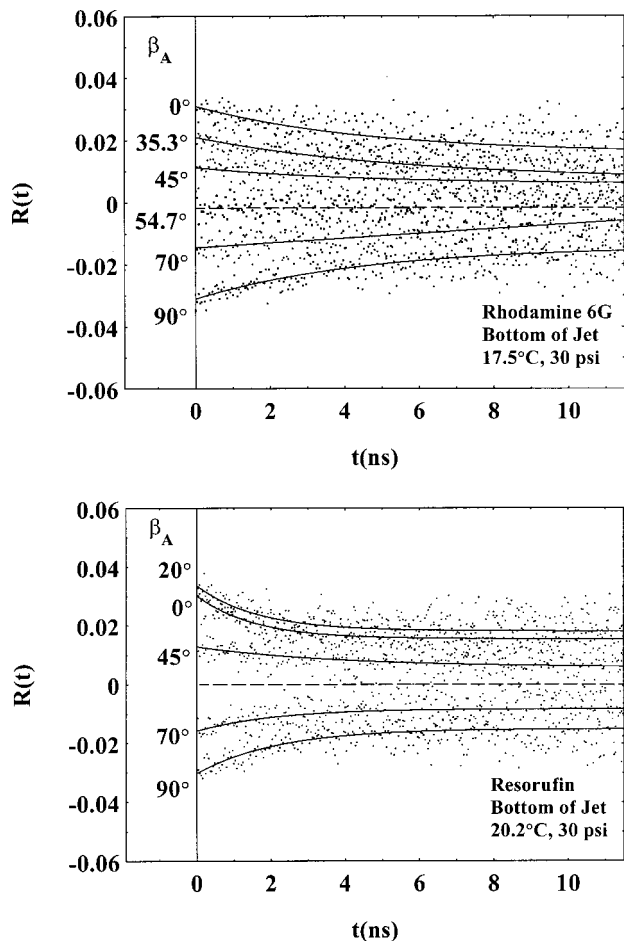 0.06
β_A
0.04
0°
0.02
35.3°
45°
R(t)
0
54.7°
-0.02
70°
90°
-0.04
Rhodamine 6G
Bottom of Jet
17.5°C, 30 psi
-0.06
0 2 4 6 8 10
t(ns)
0.06
β_A
0.04
20°
0°
0.02
45°
R(t)
0
70°
-0.02
90°
-0.04
Resorufin
Bottom of Jet
20.2°C, 30 psi
-0.06
0 2 4 6 8 10
t(ns)